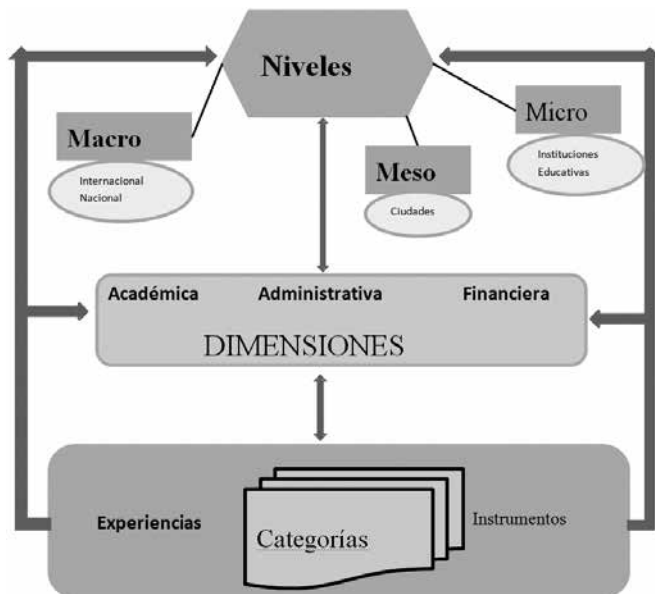 Niveles
Macro
Internacional
Nacional
Meso
Ciudades
Micro
Instituciones
Educativas
Académica Administrativa Financiera
DIMENSIONES
Experiencias
Categorías
Instrumentos